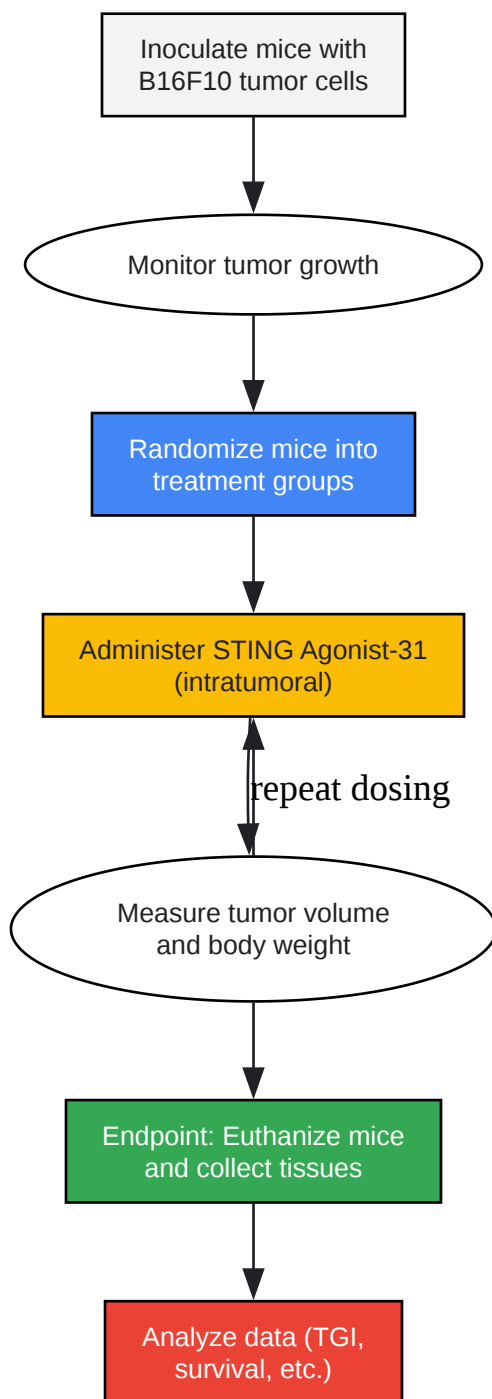 Inoculate mice with
B16F10 tumor cells
Monitor tumor growth
Randomize mice into
treatment groups
Administer STING Agonist-31
(intratumoral)
repeat dosing
Measure tumor volume
and body weight
Endpoint: Euthanize mice
and collect tissues
Analyze data (TGI,
survival, etc.)